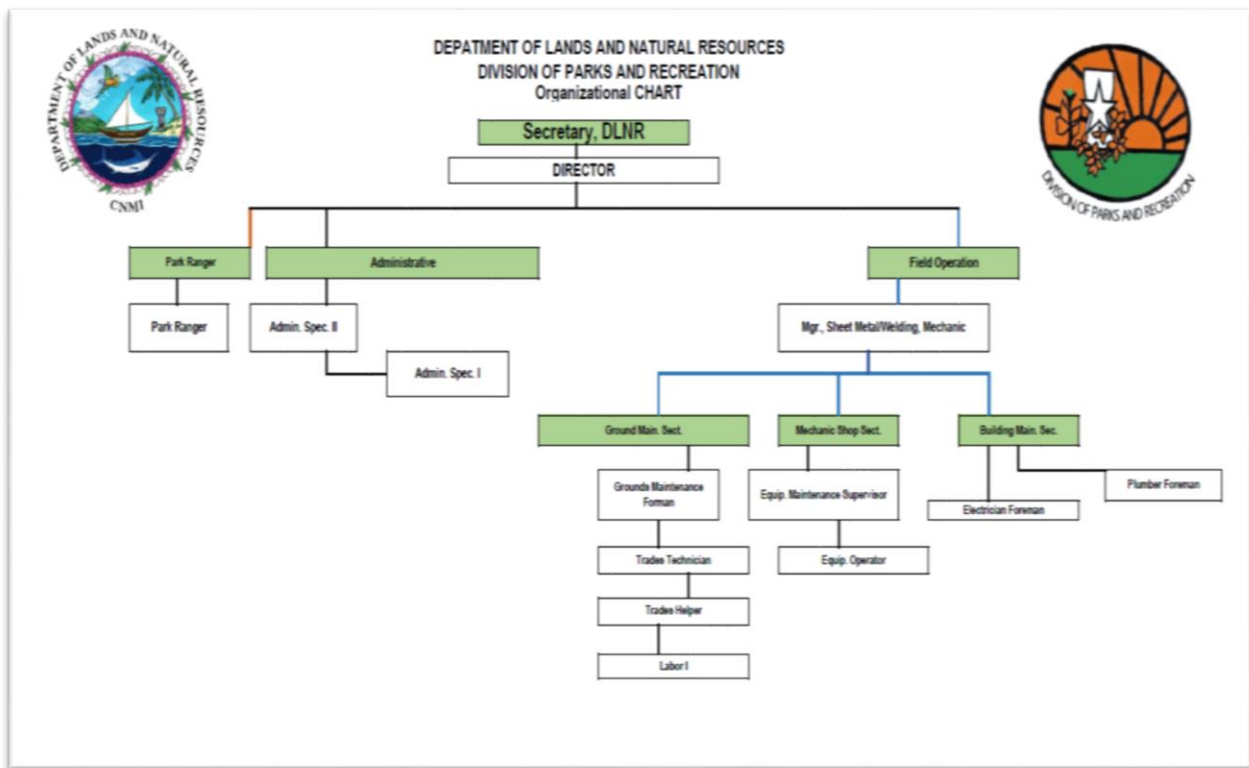 DEPARTMENT OF LANDS AND NATURAL RESOURCES
CNMI
DEPATMENT OF LANDS AND NATURAL RESOURCES
DIVISION OF PARKS AND RECREATION
Organizational CHART
DIVISION OF PARKS AND RECREATION
Secretary, DLNR
DIRECTOR
Park Ranger
Administrative
Field Operation
Park Ranger
Admin. Spec. II
Mgr., Sheet Metal/Welding, Mechanic
Admin. Spec. I
Ground Main. Sect.
Mechanic Shop Sect.
Building Main. Sec.
Grounds Maintenance
Forman
Equip. Maintenance Supervisor
Plumber Foreman
Electrician Foreman
Trades Technician
Equip. Operator
Trades Helper
Labor I